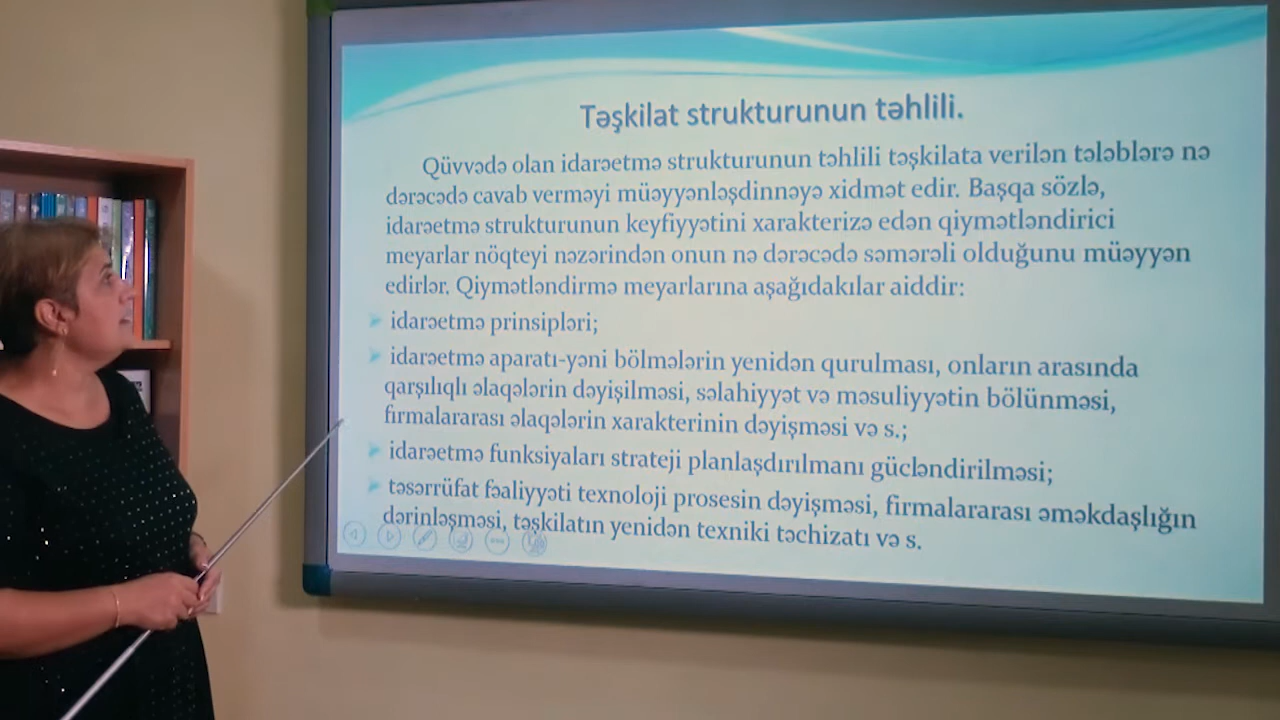 Təşkilat strukturunun təhlili.
Qüvvədə olan idarəetmə strukturunun təhlili təşkilata verilən tələblərə nə
dərəcədə cavab verməyi müəyyənləşdinnəyə xidmət edir. Başqa sözlə,
idarəetmə strukturunun keyfiyyətini xarakterizə edən qiymətləndirici
meyarlar nöqteyi nəzərindən onun nə dərəcədə səmərəli olduğunu müəyyən
edirlər. Qiymətləndirmə meyarlarına aşağıdakılar aiddir:
idarəetmə prinsipləri;
idarəetmə aparatı-yəni bölmələrin yenidən qurulması, onların arasında
qarşılıqlı əlaqələrin dəyişilməsi, səlahiyyət və məsuliyyətin bölünməsi,
firmalararası əlaqələrin xarakterinin dəyişməsi və s.;
idarəetmə funksiyaları strateji planlaşdırılmanı gücləndirilməsi;
təsərrüfat fəaliyyəti texnoloji prosesin dəyişməsi, firmalararası əməkdaşlığın
dərinləşməsi, təşkilatın yenidən texniki təchizatı və s.